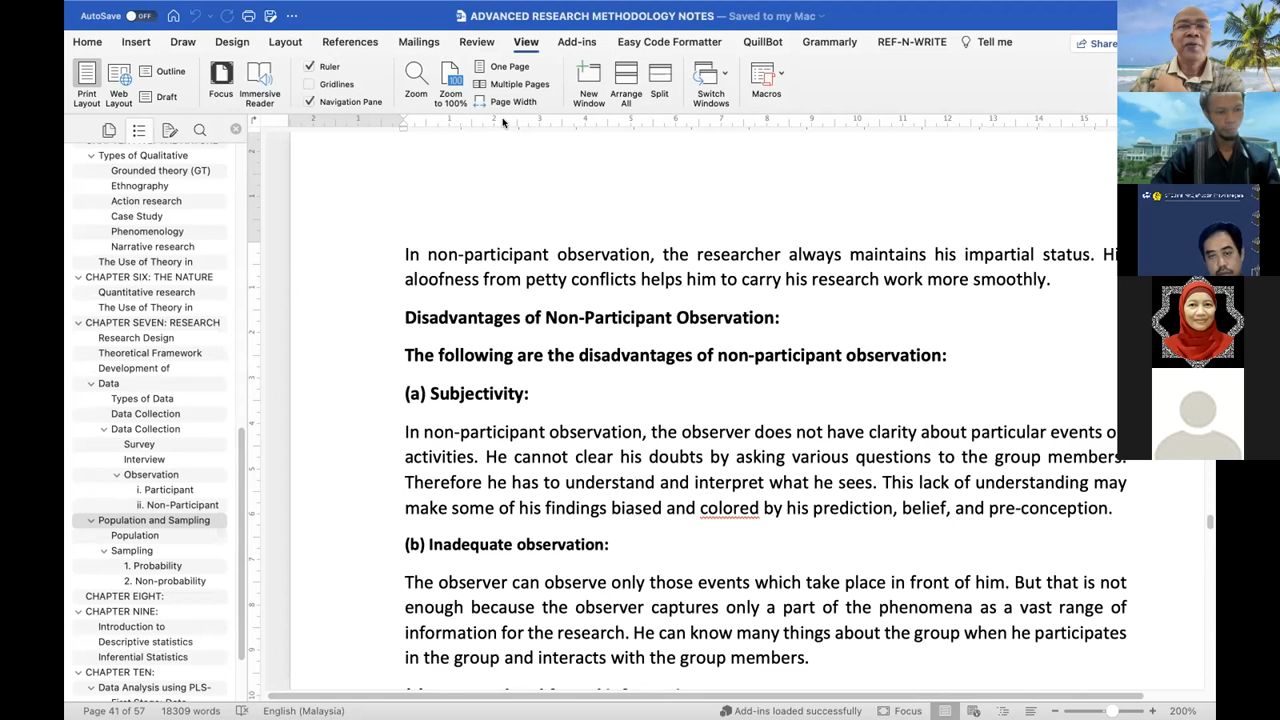 AutoSave OFF
ADVANCED RESEARCH METHODOLOGY NOTES — Saved to my Mac
Home Insert Draw Design Layout References Mailings Review View Add-ins Easy Code Formatter QuillBot Grammarly REF-N-WRITE Tell me Share
Print Layout
Web Layout
Outline
Draft
Focus
Immersive Reader
Ruler
Gridlines
Navigation Pane
Zoom
Zoom to 100%
One Page
Multiple Pages
Page Width
New Window
Arrange All
Split
Switch Windows
Macros
Types of Qualitative
Grounded theory (GT)
Ethnography
Action research
Case Study
Phenomenology
Narrative research
The Use of Theory in
CHAPTER SIX: THE NATURE
Quantitative research
The Use of Theory in
CHAPTER SEVEN: RESEARCH
Research Design
Theoretical Framework
Development of
Data
Types of Data
Data Collection
Data Collection
Survey
Interview
Observation
i. Participant
ii. Non-Participant
Population and Sampling
Population
Sampling
1. Probability
2. Non-probability
CHAPTER EIGHT:
CHAPTER NINE:
Introduction to
Descriptive statistics
Inferential Statistics
CHAPTER TEN:
Data Analysis using PLS-
In non-participant observation, the researcher always maintains his impartial status. Hi
aloofness from petty conflicts helps him to carry his research work more smoothly.
Disadvantages of Non-Participant Observation:
The following are the disadvantages of non-participant observation:
(a) Subjectivity:
In non-participant observation, the observer does not have clarity about particular events o
activities. He cannot clear his doubts by asking various questions to the group members.
Therefore he has to understand and interpret what he sees. This lack of understanding may
make some of his findings biased and colored by his prediction, belief, and pre-conception.
(b) Inadequate observation:
The observer can observe only those events which take place in front of him. But that is not
enough because the observer captures only a part of the phenomena as a vast range of
information for the research. He can know many things about the group when he participates
in the group and interacts with the group members.
Page 41 of 57 18309 words English (Malaysia) Add-ins loaded successfully Focus 200%